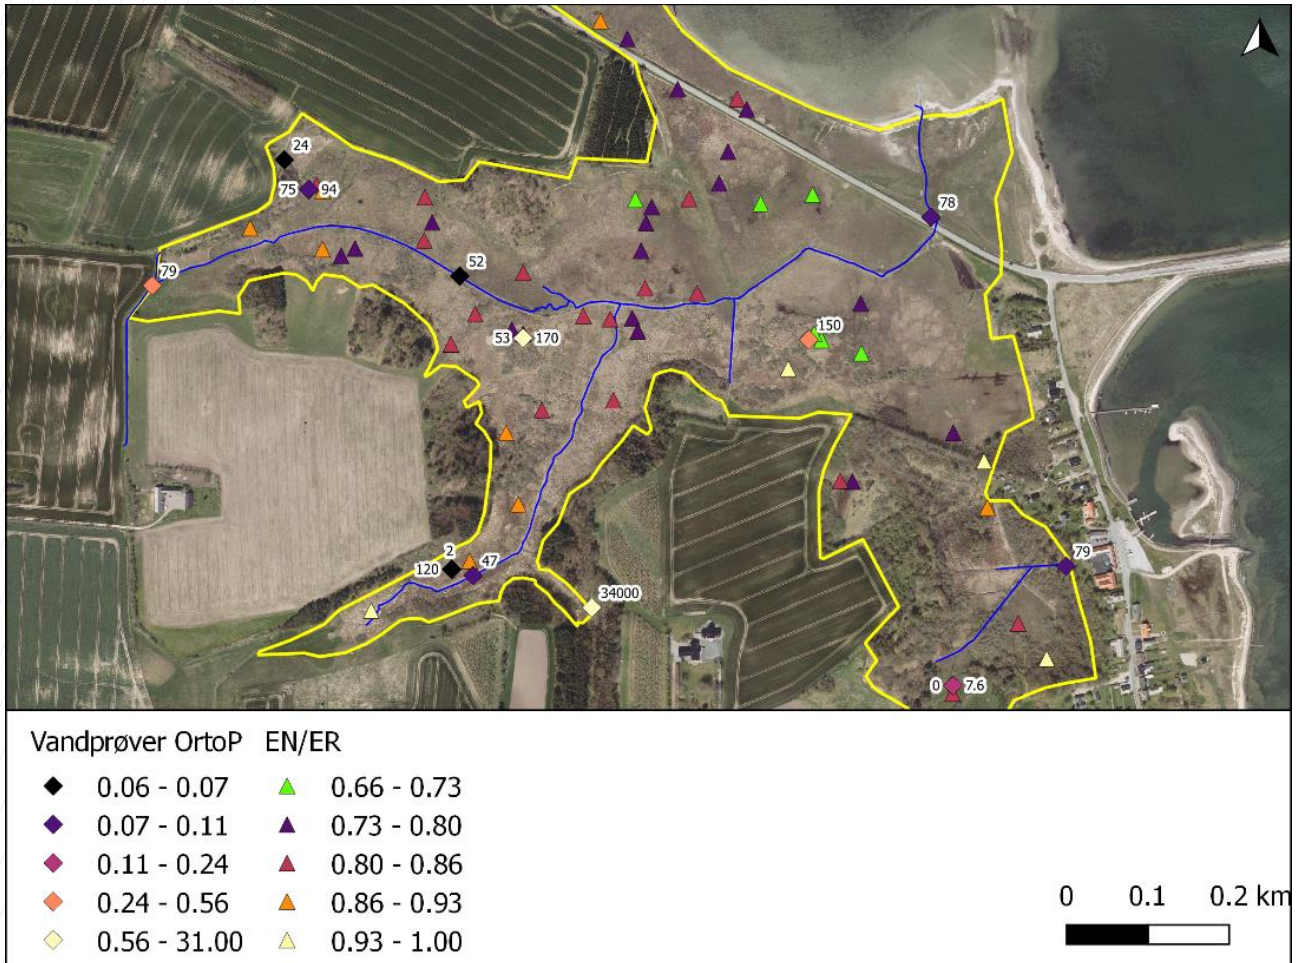 24
75 94
78
52
79
150
53 170
2
120 47
79
34000
0 7.6
Vandprøver OrtoP EN/ER
0.06 - 0.07 0.66 - 0.73
0.07 - 0.11 0.73 - 0.80
0.11 - 0.24 0.80 - 0.86
0.24 - 0.56 0.86 - 0.93
0.56 - 31.00 0.93 - 1.00
0 0.1 0.2 km